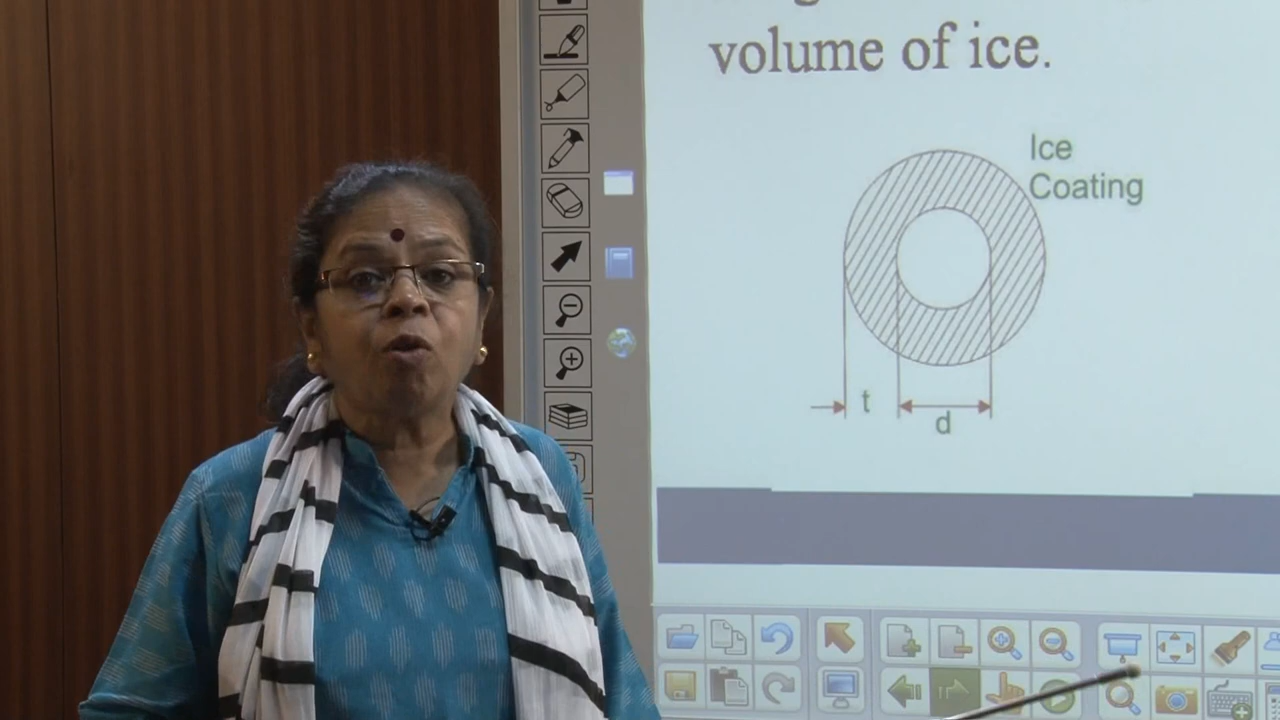 volume of ice.
Ice
Coating
t
d